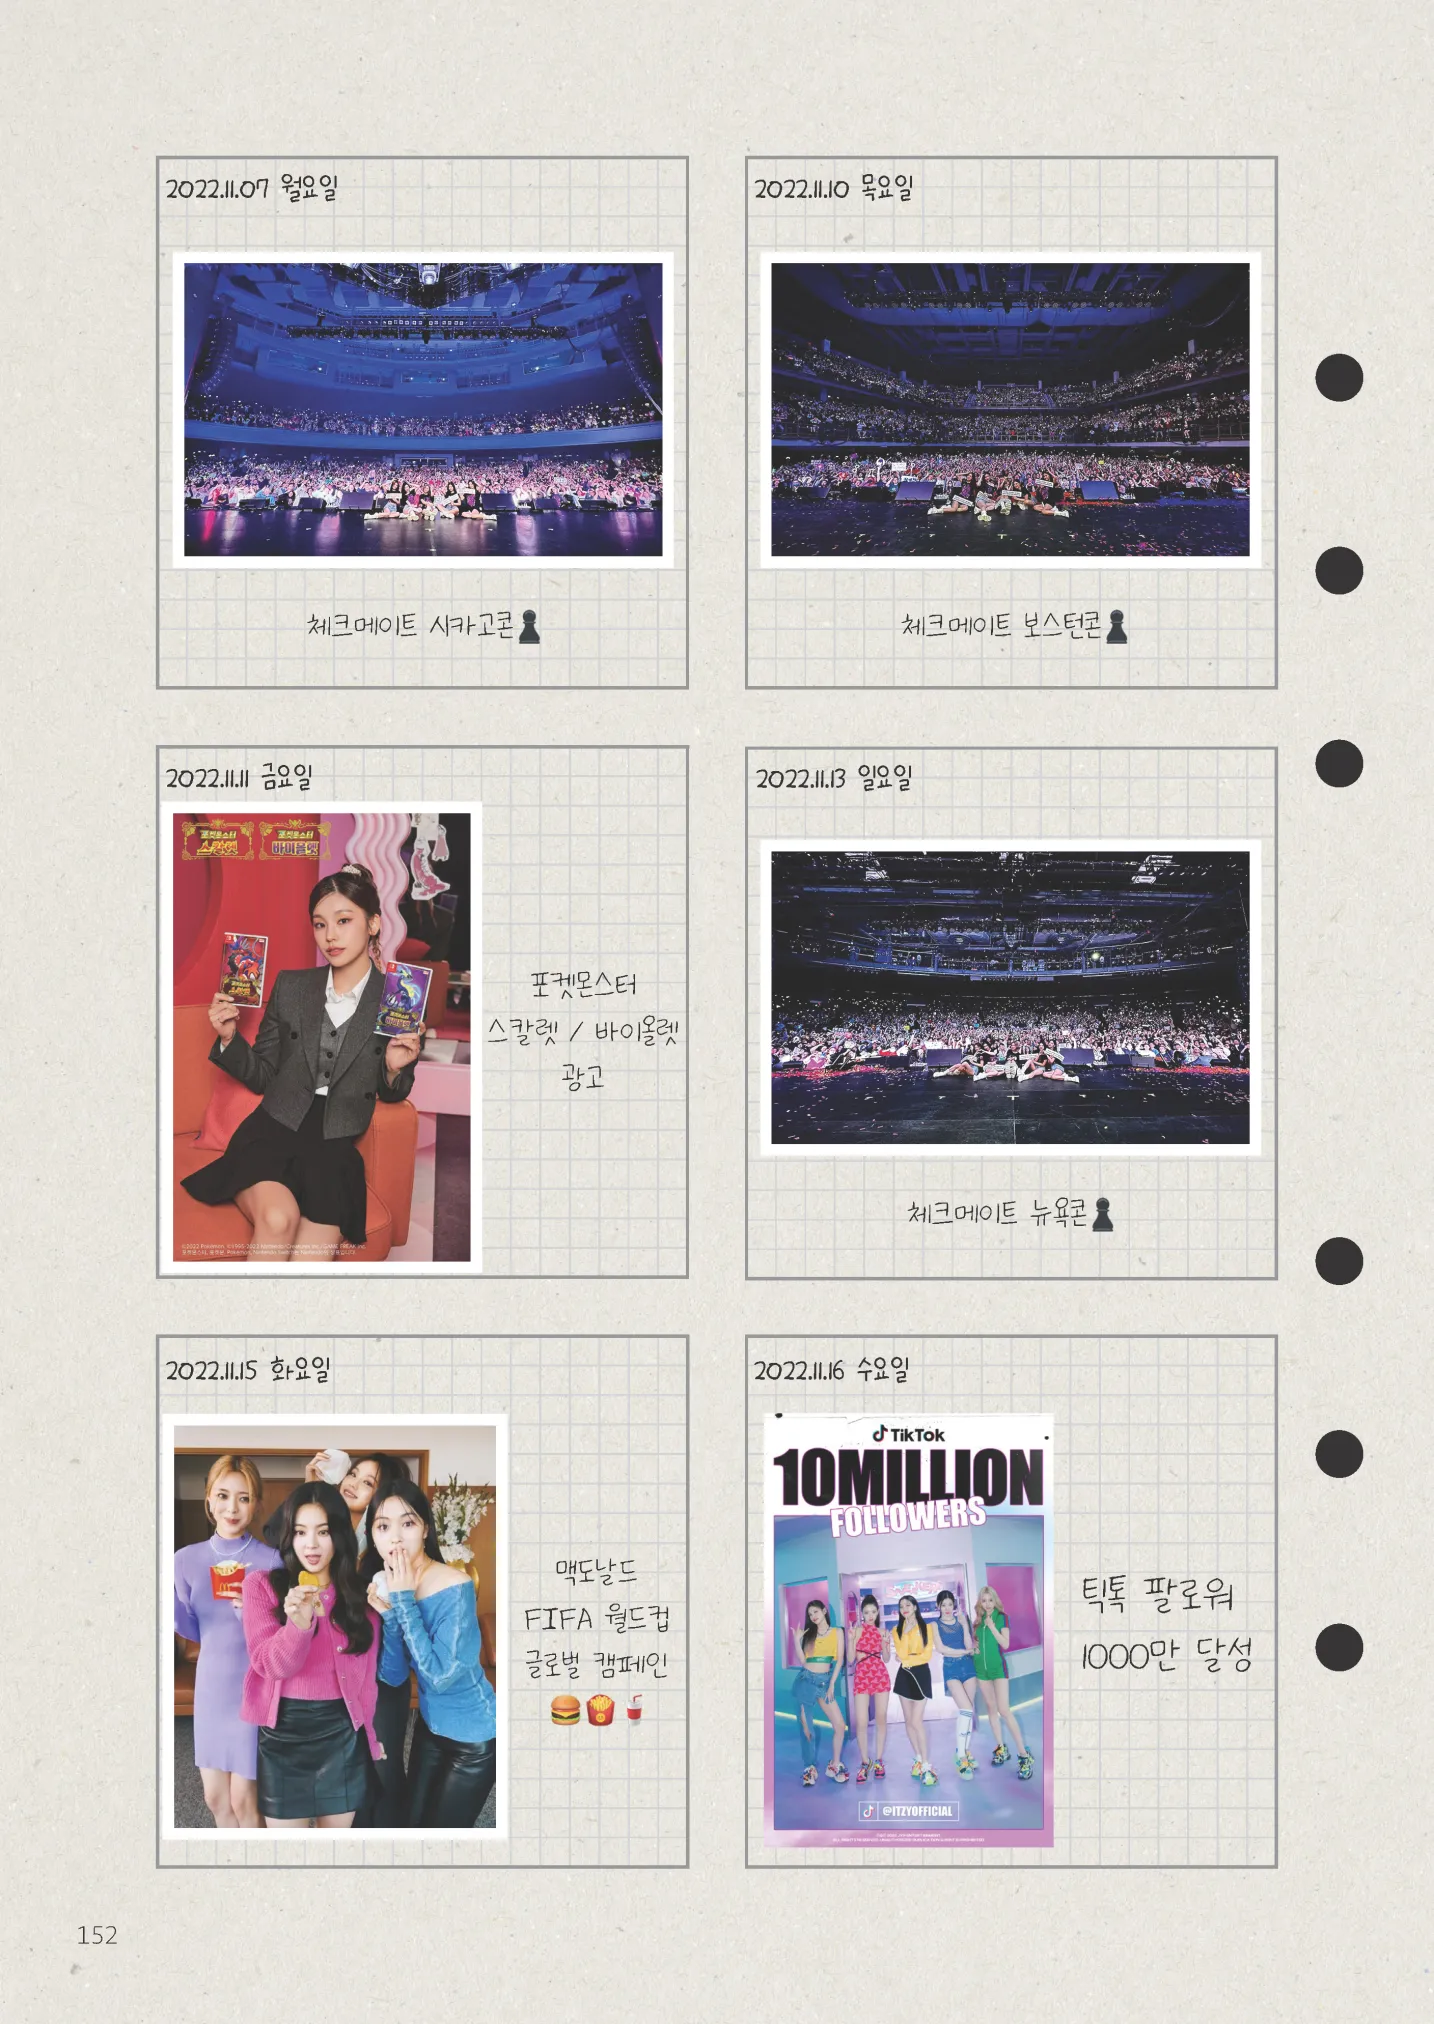 2022.11.07 월요일
체크메이트 시카고콘
2022.11.10 목요일
체크메이트 보스턴콘
2022.11.11 금요일
포켓몬스터
스칼렛
포켓몬스터
바이올렛
포켓몬스터
스칼렛 / 바이올렛
광고
2022.11.13 일요일
체크메이트 뉴욕콘
2022.11.15 화요일
맥도날드
FIFA 월드컵
글로벌 캠페인
2022.11.16 수요일
TikTok
10MILLION
FOLLOWERS
@ITZYOFFICIAL
틱톡 팔로워
1000만 달성
152